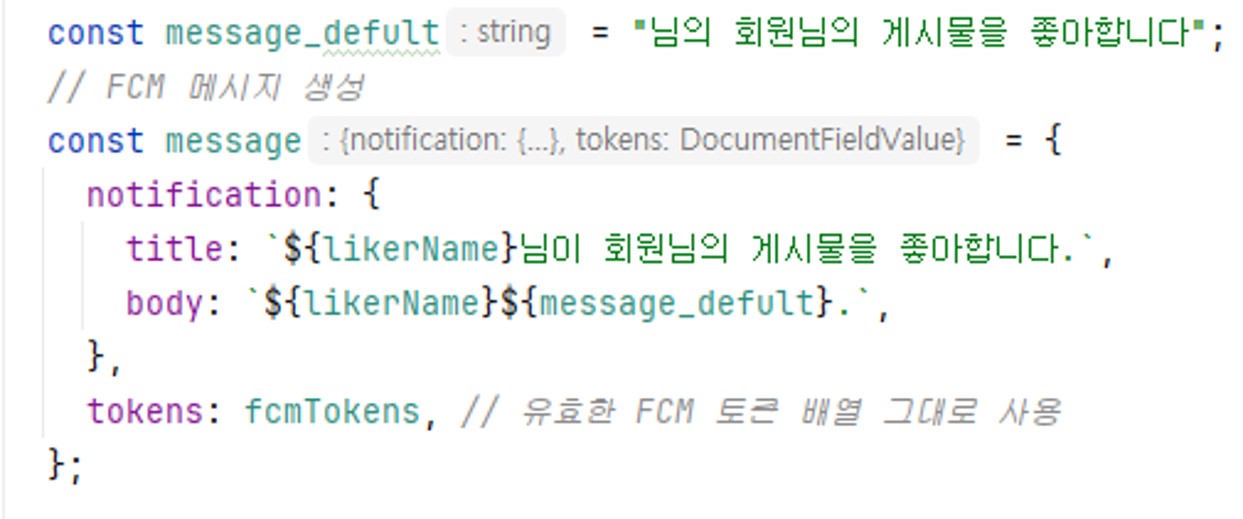 const message_defult : string = "님의 회원님의 게시물을 좋아합니다";
// FCM 메시지 생성
const message : {notification: {...}, tokens: DocumentFieldValue} = {
notification: {
title: `${likerName}님이 회원님의 게시물을 좋아합니다.`,
body: `${likerName}${message_defult}.`,
},
tokens: fcmTokens, // 유효한 FCM 토큰 배열 그대로 사용
};